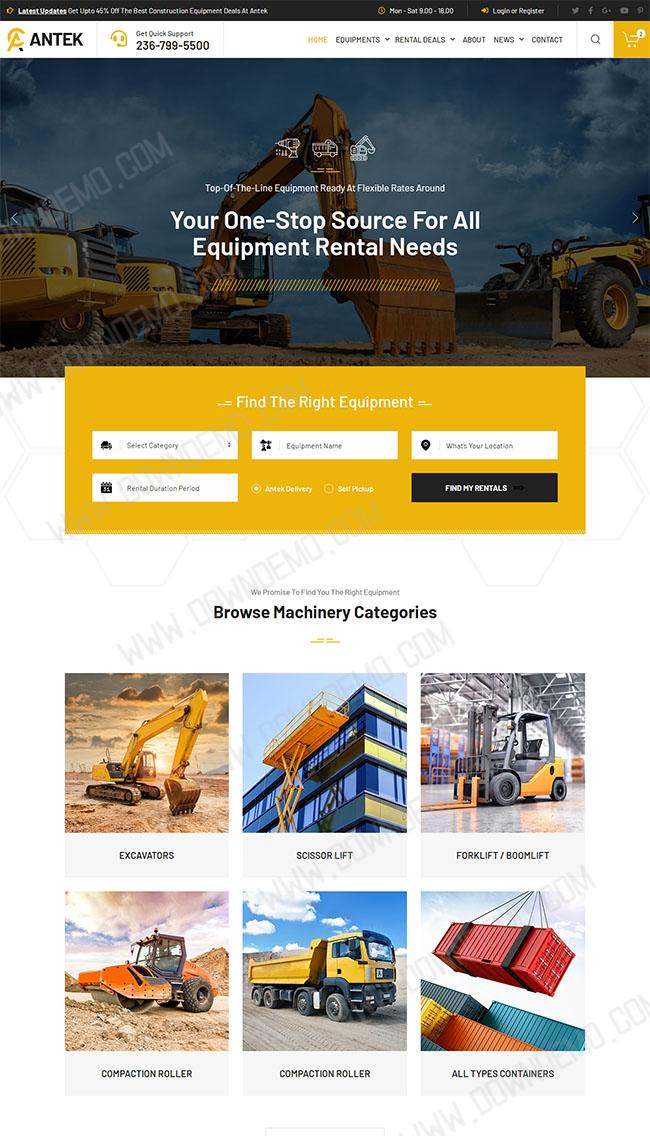 Latest Updates Get Upto 45% Off The Best Construction Equipment Deals At Antek
Mon - Sat 9.00 - 18.00
Login or Register
ANTEK
Get Quick Support
236-799-5500
HOME EQUIPMENTS RENTAL DEALS ABOUT NEWS CONTACT
2
Top-Of-The-Line Equipment Ready At Flexible Rates Around
Your One-Stop Source For All
Equipment Rental Needs
Find The Right Equipment
Select Category
Equipment Name
What's Your Location
31
Rental Duration Period
Antek Delivery
Self Pickup
FIND MY RENTALS
We Promise To Find You The Right Equipment
Browse Machinery Categories
EXCAVATORS
SCISSOR LIFT
FORKLIFT / BOOMLIFT
COMPACTION ROLLER
COMPACTION ROLLER
ALL TYPES CONTAINERS
WWW.DOWNDEMO.COM